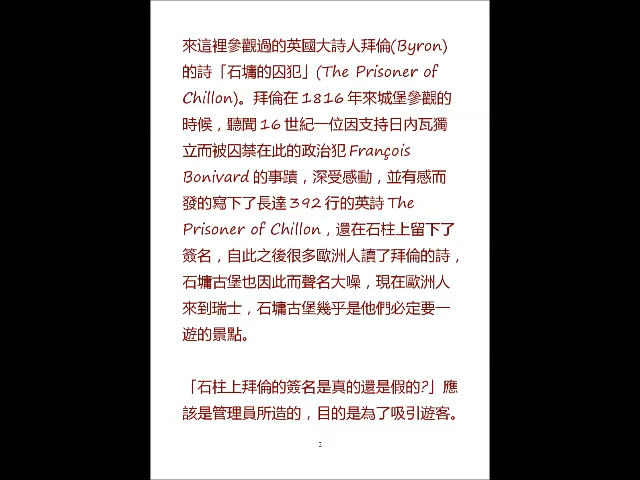 來這裡參觀過的英國大詩人拜倫(Byron)
的詩「石墉的囚犯」(The Prisoner of
Chillon)。拜倫在 1816 年來城堡參觀的
時候，聽聞 16 世紀一位因支持日內瓦獨
立而被囚禁在此的政治犯 François
Bonivard 的事蹟，深受感動，並有感而
發的寫下了長達 392 行的英詩 The
Prisoner of Chillon，還在石柱上留下了
簽名，自此之後很多歐洲人讀了拜倫的詩，
石墉古堡也因此而聲名大噪，現在歐洲人
來到瑞士，石墉古堡幾乎是他們必定要一
遊的景點。
「石柱上拜倫的簽名是真的還是假的?」應
該是管理員所造的，目的是為了吸引遊客。
2